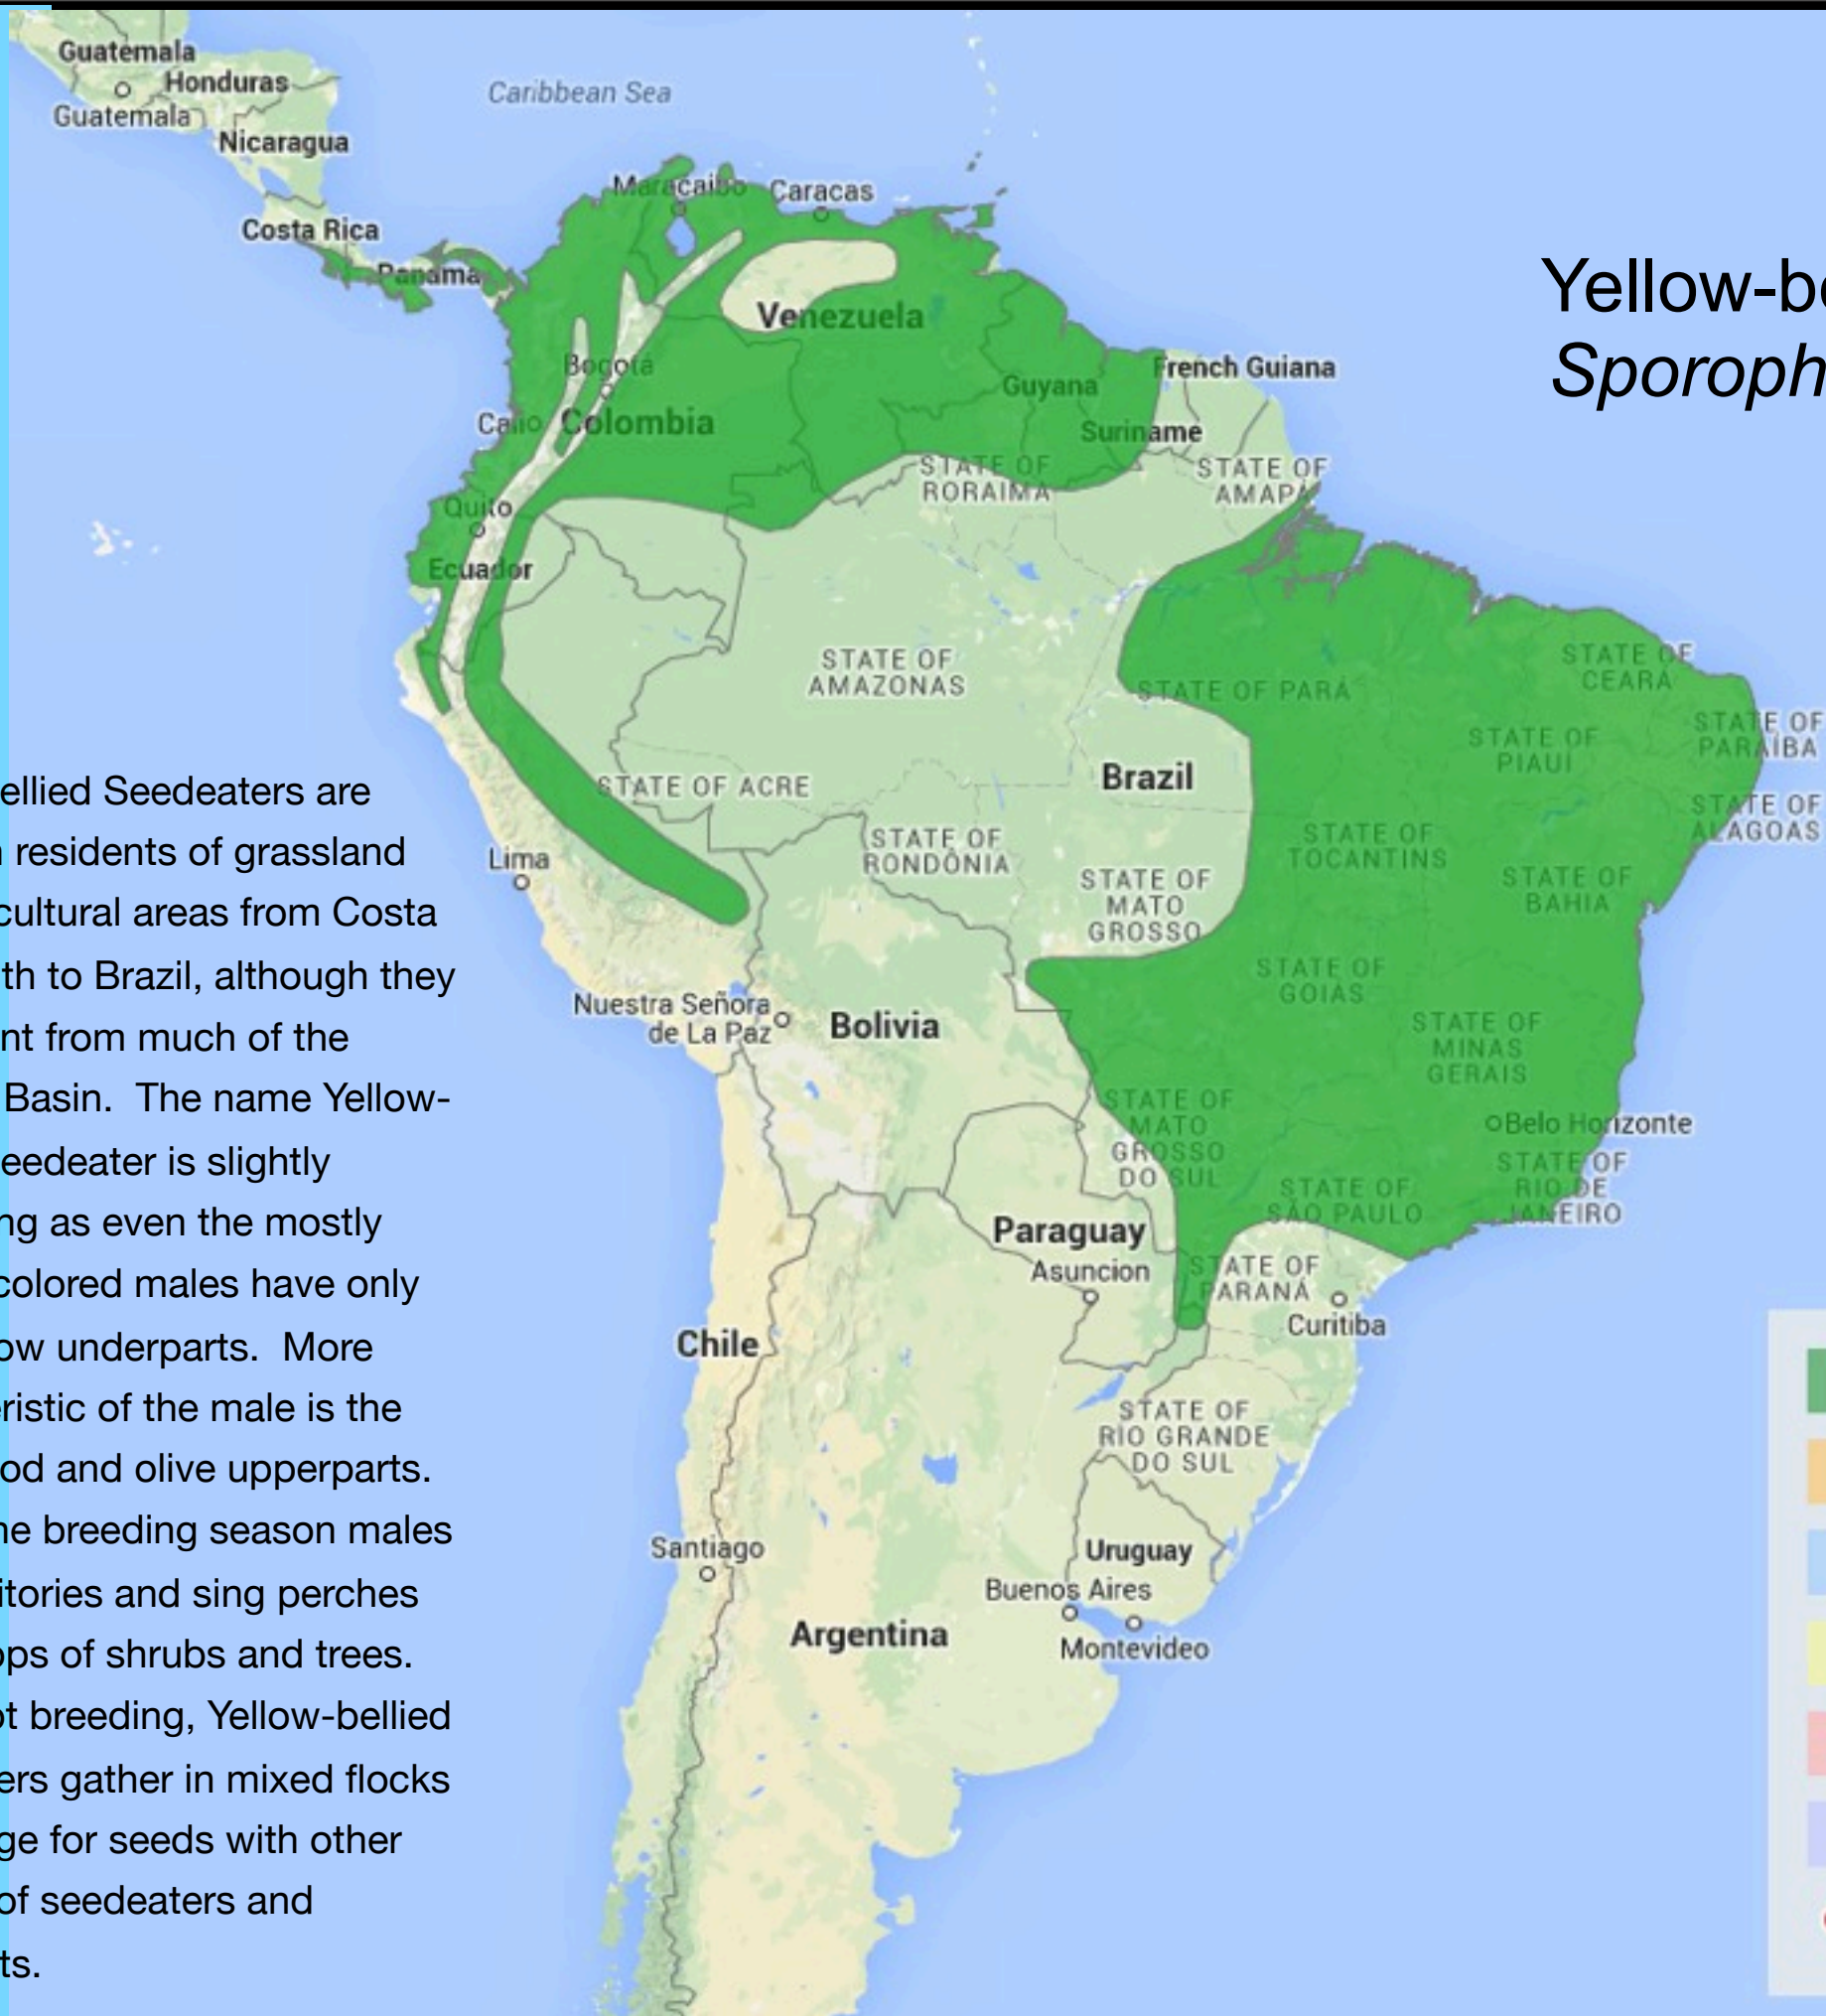 Guatemala
Honduras
Guatemala
Nicaragua
Caribbean Sea
Costa Rica
Panama
Maracaibo
Caracas
Venezuela
Bogota
Colombia
Guyana
French Guiana
Suriname
STATE OF
RORAIMA
STATE OF
AMAPÁ
Quito
Ecuador
STATE OF
AMAZONAS
STATE OF PARÁ
STATE OF
CEARÁ
STATE OF
PARAÍBA
STATE OF
PIAUÍ
STATE OF ACRE
Brazil
STATE OF
ALAGOAS
STATE OF
RONDÔNIA
STATE OF
TOCANTINS
Lima
STATE OF
MATO
GROSSO
STATE OF
BAHIA
STATE OF
GOIÁS
Nuestra Señora
de La Paz
Bolivia
STATE OF
MINAS
GERAIS
STATE OF
MATO
GROSSO
DO SUL
Belo Horizonte
STATE OF
RIO DE
JANEIRO
STATE OF
SÃO PAULO
Paraguay
Asuncion
STATE OF
PARANÁ
Curitiba
Chile
STATE OF
RIO GRANDE
DO SUL
Santiago
Uruguay
Buenos Aires
Argentina
Montevideo
Yellow-be
Sporoph
ellied Seedeaters are
residents of grassland
cultural areas from Costa
th to Brazil, although they
nt from much of the
Basin. The name Yellow-
eedeater is slightly
ng as even the mostly
colored males have only
ow underparts. More
eristic of the male is the
od and olive upperparts.
ne breeding season males
itories and sing perches
ops of shrubs and trees.
ot breeding, Yellow-bellied
ers gather in mixed flocks
ge for seeds with other
of seedeaters and
ts.